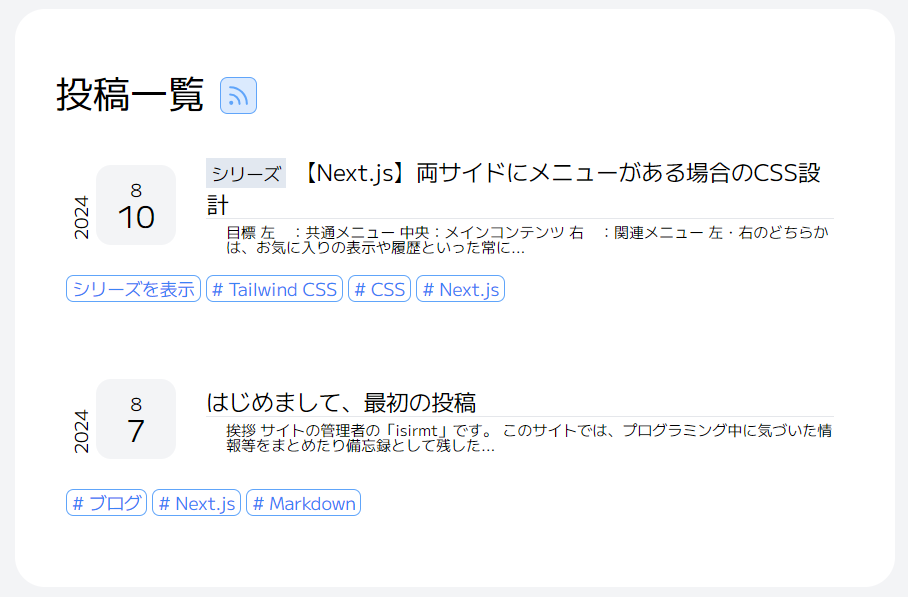 投稿一覧
2024
8
10
シリーズ 【Next.js】両サイドにメニューがある場合のCSS設
計
目標 左　：共通メニュー 中央：メインコンテンツ 右　：関連メニュー 左・右のどちらか
は、お気に入りの表示や履歴といった常に...
シリーズを表示 # Tailwind CSS # CSS # Next.js
2024
8
7
はじめまして、最初の投稿
挨拶 サイトの管理者の「isirmt」です。 このサイトでは、プログラミング中に気づいた情
報等をまとめたり備忘録として残した...
# ブログ # Next.js # Markdown